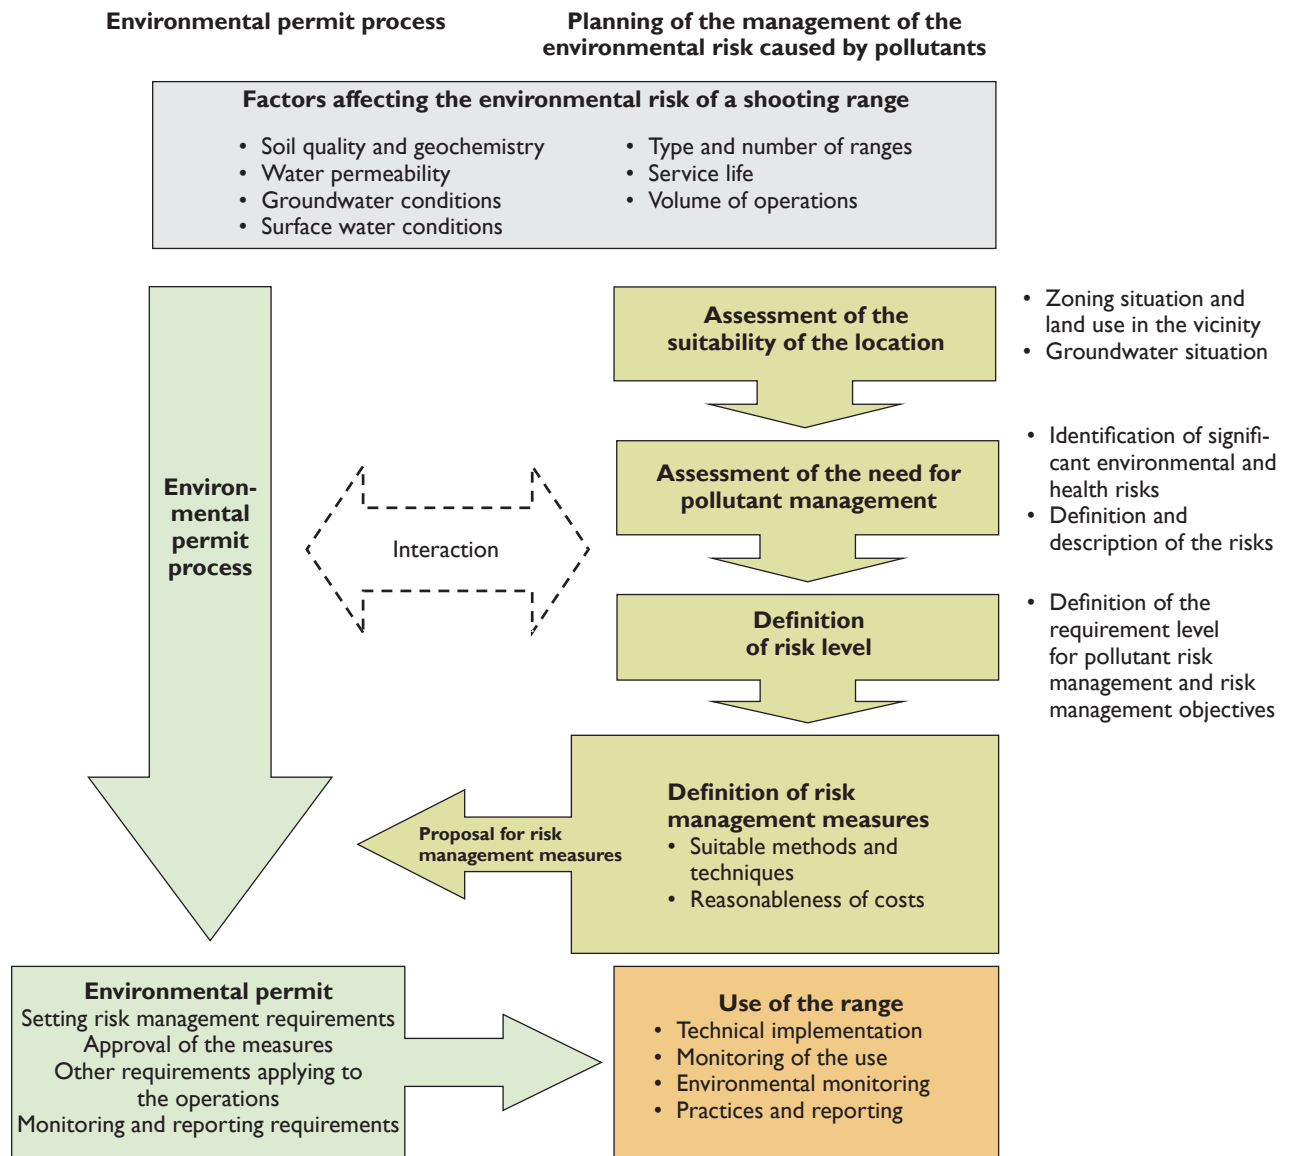 Environmental permit process
Planning of the management of the
environmental risk caused by pollutants
Factors affecting the environmental risk of a shooting range
• Soil quality and geochemistry
• Water permeability
• Groundwater conditions
• Surface water conditions
• Type and number of ranges
• Service life
• Volume of operations
Assessment of the
suitability of the location
• Zoning situation and
land use in the vicinity
• Groundwater situation
Environ-
mental
permit
process
Interaction
Assessment of the need for
pollutant management
• Identification of signifi-
cant environmental and
health risks
• Definition and
description of the risks
Definition
of risk level
• Definition of the
requirement level
for pollutant risk
management and risk
management objectives
Proposal for risk
management measures
Definition of risk
management measures
• Suitable methods and
techniques
• Reasonableness of costs
Environmental permit
Setting risk management requirements
Approval of the measures
Other requirements applying to
the operations
Monitoring and reporting requirements
Use of the range
• Technical implementation
• Monitoring of the use
• Environmental monitoring
• Practices and reporting